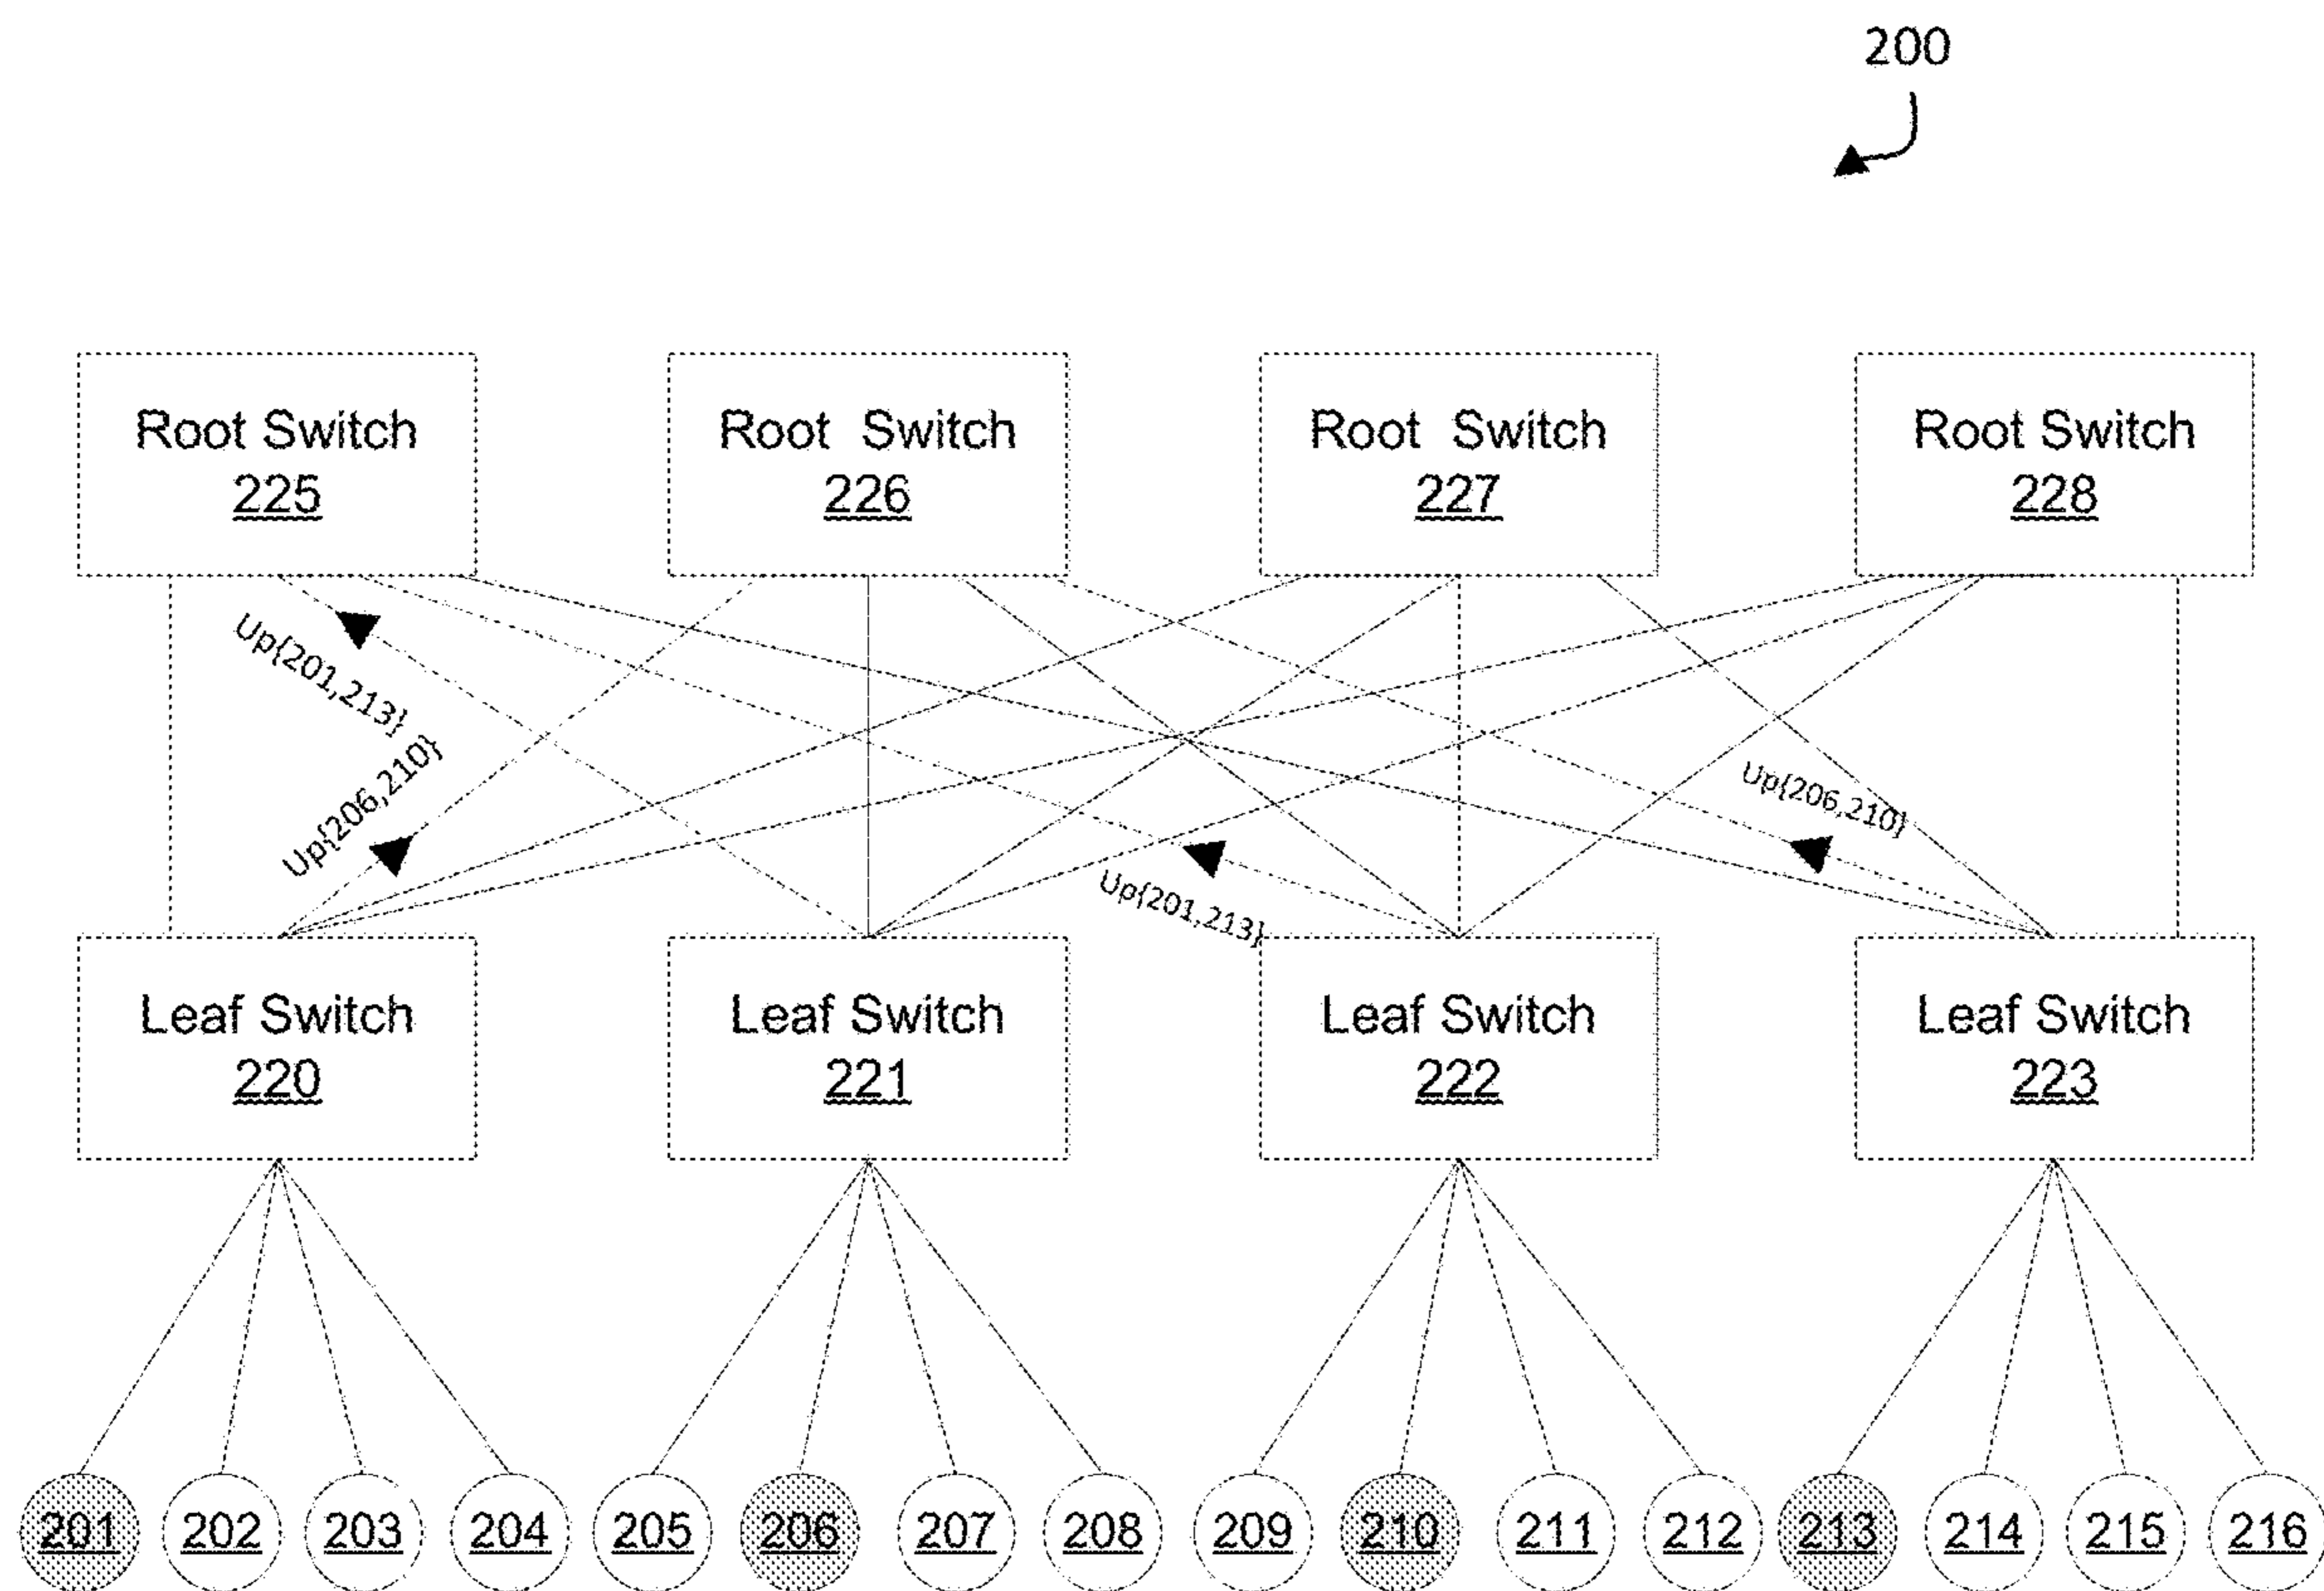 200
Root Switch
225
Root Switch
226
Root Switch
227
Root Switch
228
Up{201,213}
Up{206,210}
Up{201,213}
Up{206,210}
Leaf Switch
220
Leaf Switch
221
Leaf Switch
222
Leaf Switch
223
201 202 203 204 205 206 207 208 209 210 211 212 213 214 215 216